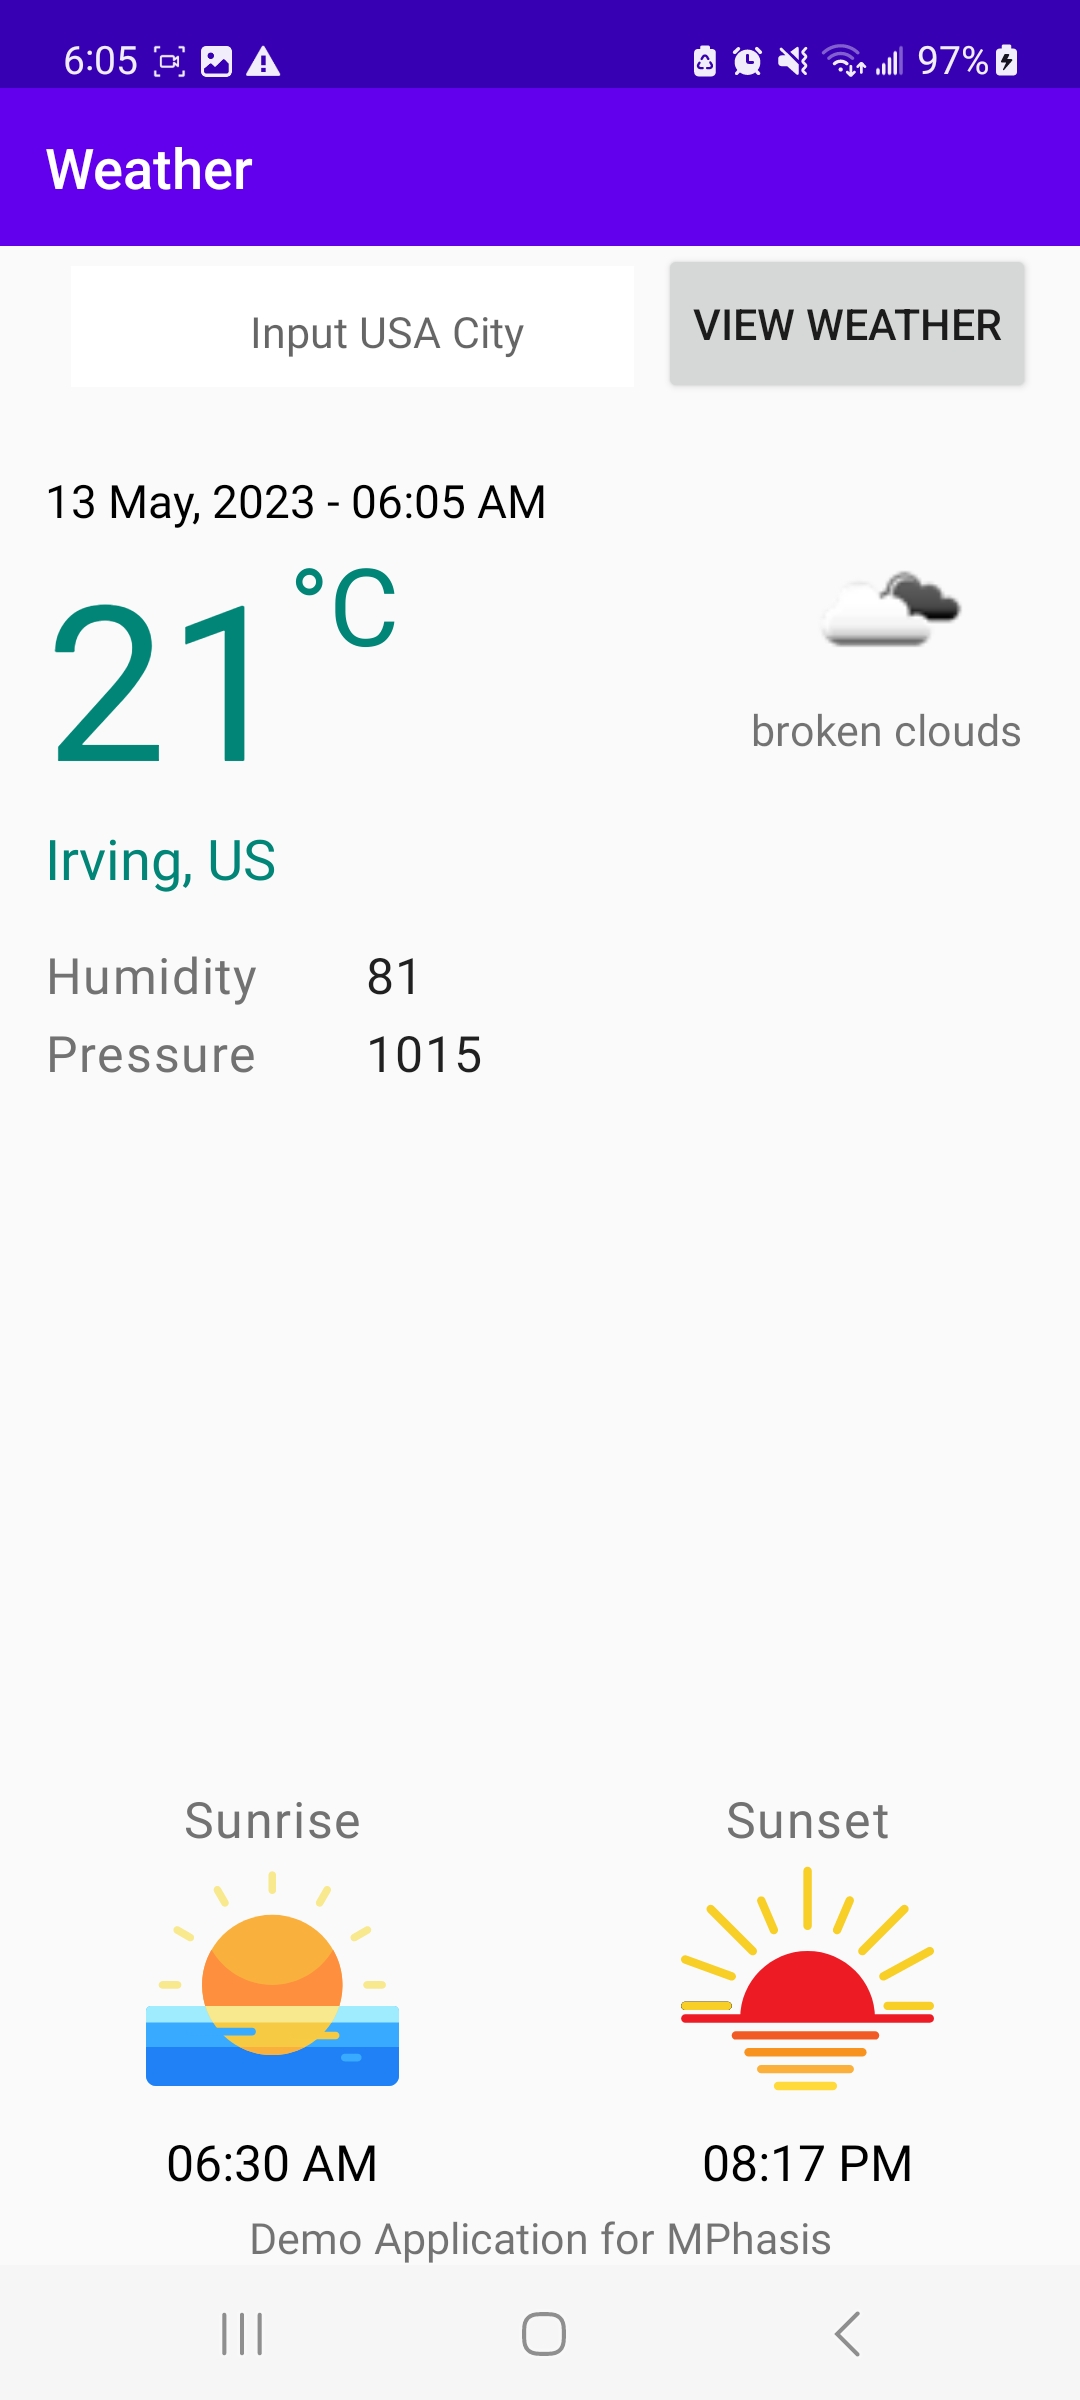 6:05 97%
Weather
Input USA City VIEW WEATHER
13 May, 2023 - 06:05 AM
21 °C
broken clouds
Irving, US
Humidity 81
Pressure 1015
Sunrise Sunset
06:30 AM 08:17 PM
Demo Application for MPhasis